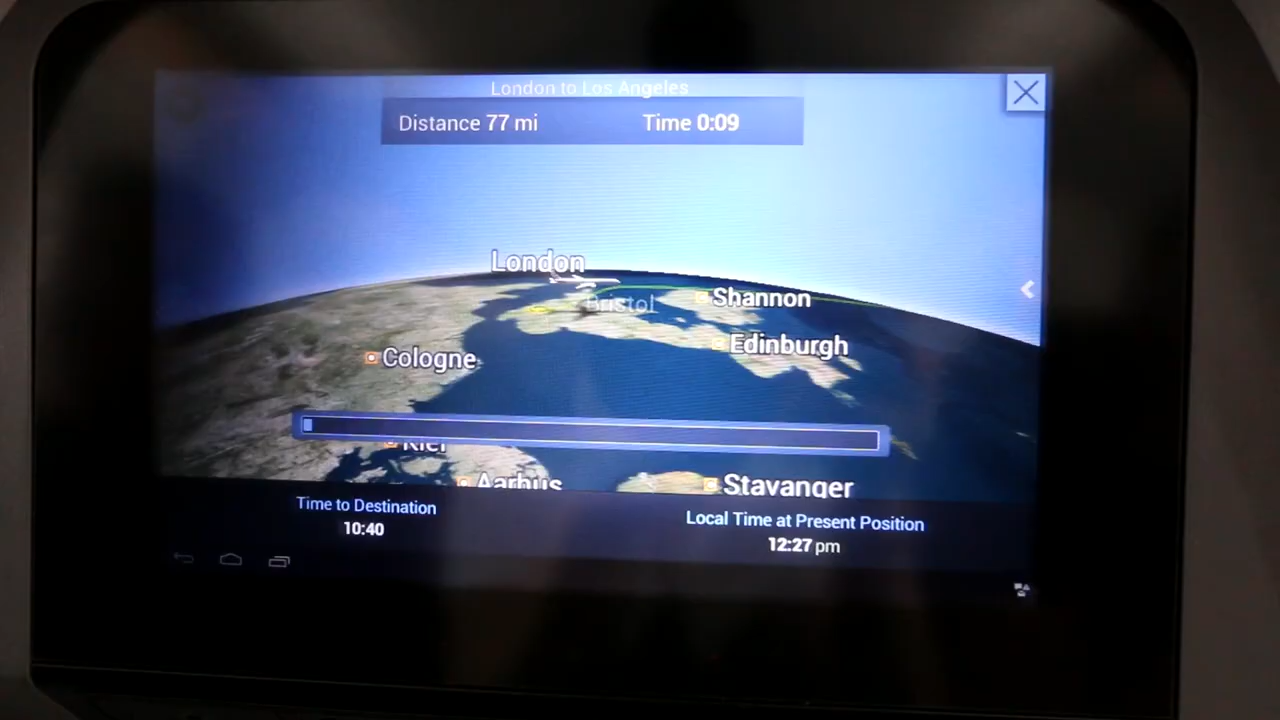 London to Los Angeles
Distance 77 mi Time 0:09
London
Bristol
Shannon
Edinburgh
Cologne
Kiel
Aarhus
Stavanger
Time to Destination
10:40
Local Time at Present Position
12:27 pm